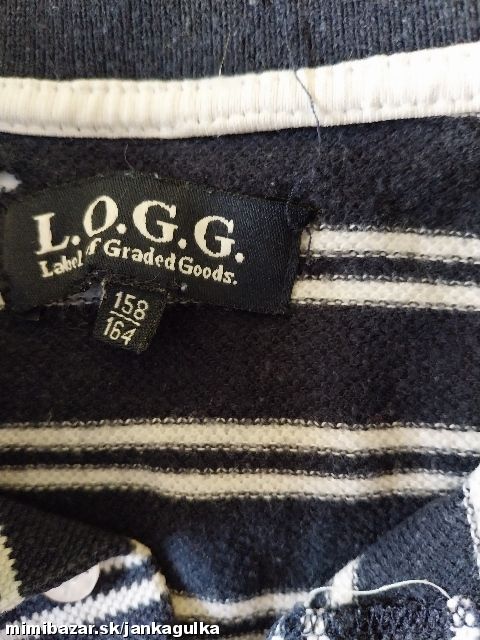 L.O.G.G.
Label of Graded Goods.
158
164
mimibazar.sk/jankagulka